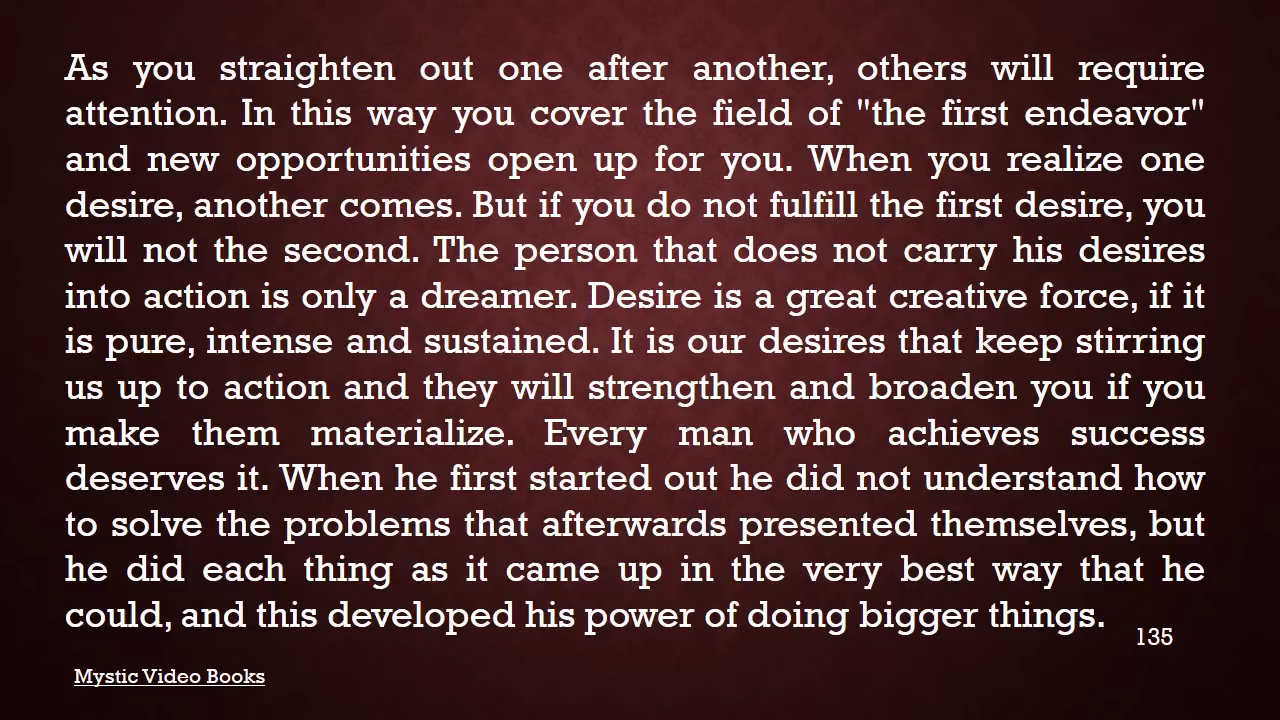 As you straighten out one after another, others will require
attention. In this way you cover the field of "the first endeavor"
and new opportunities open up for you. When you realize one
desire, another comes. But if you do not fulfill the first desire, you
will not the second. The person that does not carry his desires
into action is only a dreamer. Desire is a great creative force, if it
is pure, intense and sustained. It is our desires that keep stirring
us up to action and they will strengthen and broaden you if you
make them materialize. Every man who achieves success
deserves it. When he first started out he did not understand how
to solve the problems that afterwards presented themselves, but
he did each thing as it came up in the very best way that he
could, and this developed his power of doing bigger things.
135
Mystic Video Books